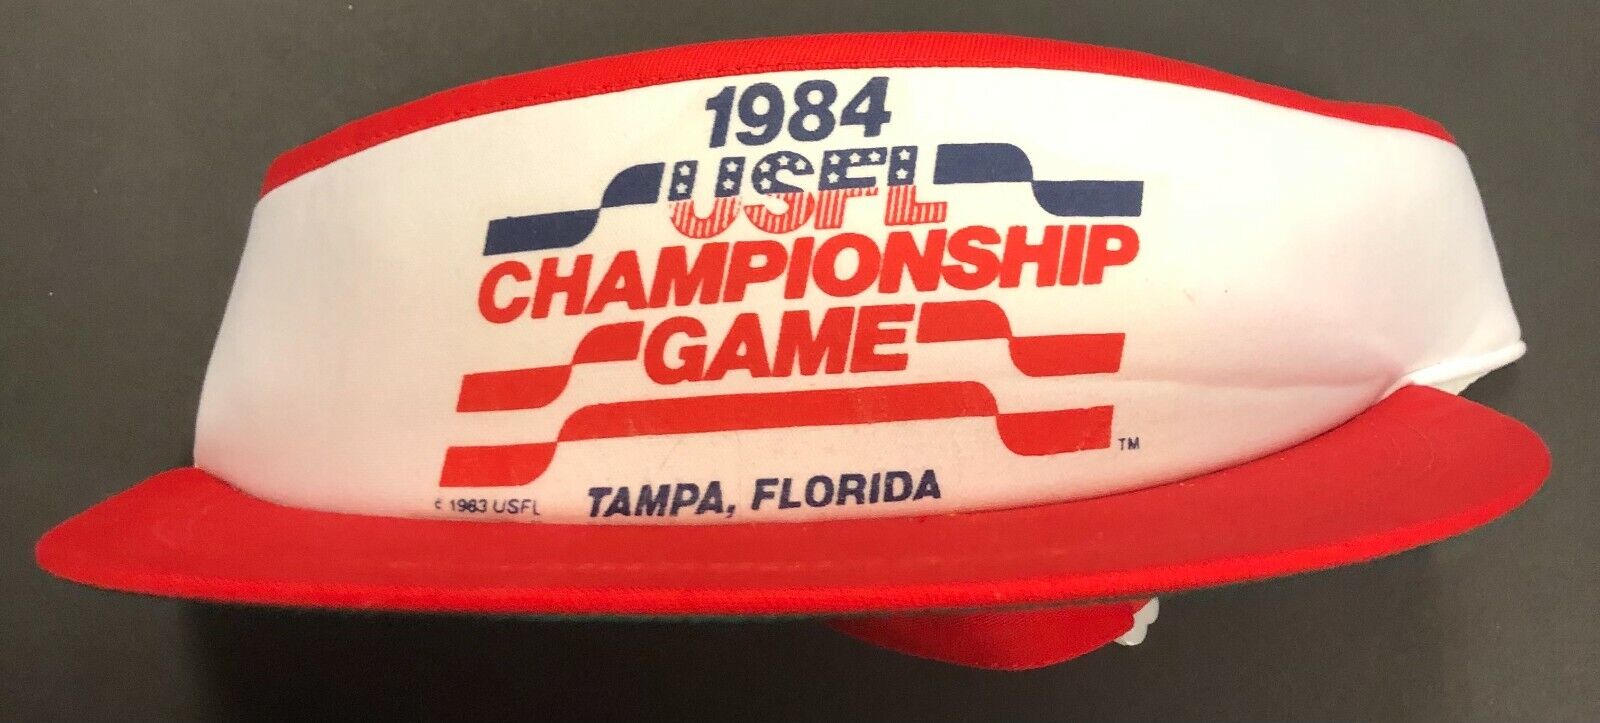 1984
USFL
CHAMPIONSHIP
GAME
TM
© 1983 USFL
TAMPA, FLORIDA